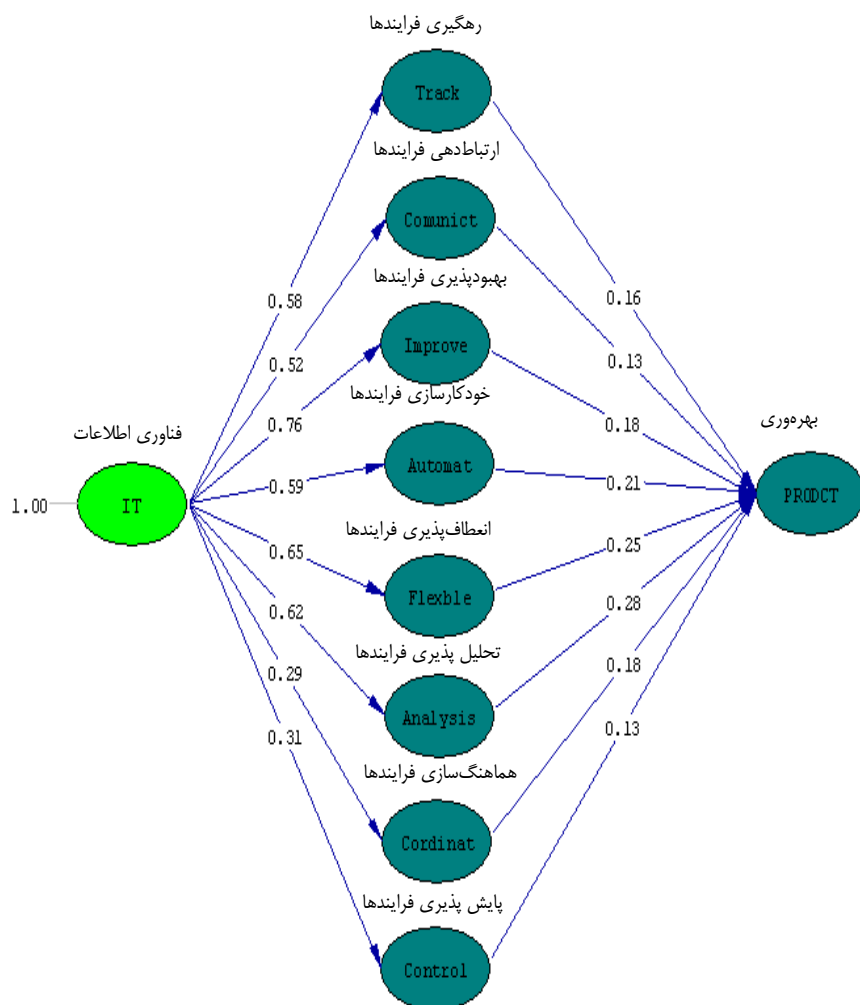 رهگیری فرایندها
Track
ارتباط‌دهی فرایندها
Comunict
بهبودپذیری فرایندها
0.58
0.16
0.52
Improve
0.13
خودکارسازی فرایندها
0.76
0.18
فناوری اطلاعات
بهره‌وری
Automat
0.59
0.21
1.00
IT
PRODCT
انعطاف‌پذیری فرایندها
0.65
0.25
Flexble
0.62
0.28
تحلیل پذیری فرایندها
0.29
0.18
Analysis
0.31
0.13
هماهنگ‌سازی فرایندها
Cordinat
پایش پذیری فرایندها
Control